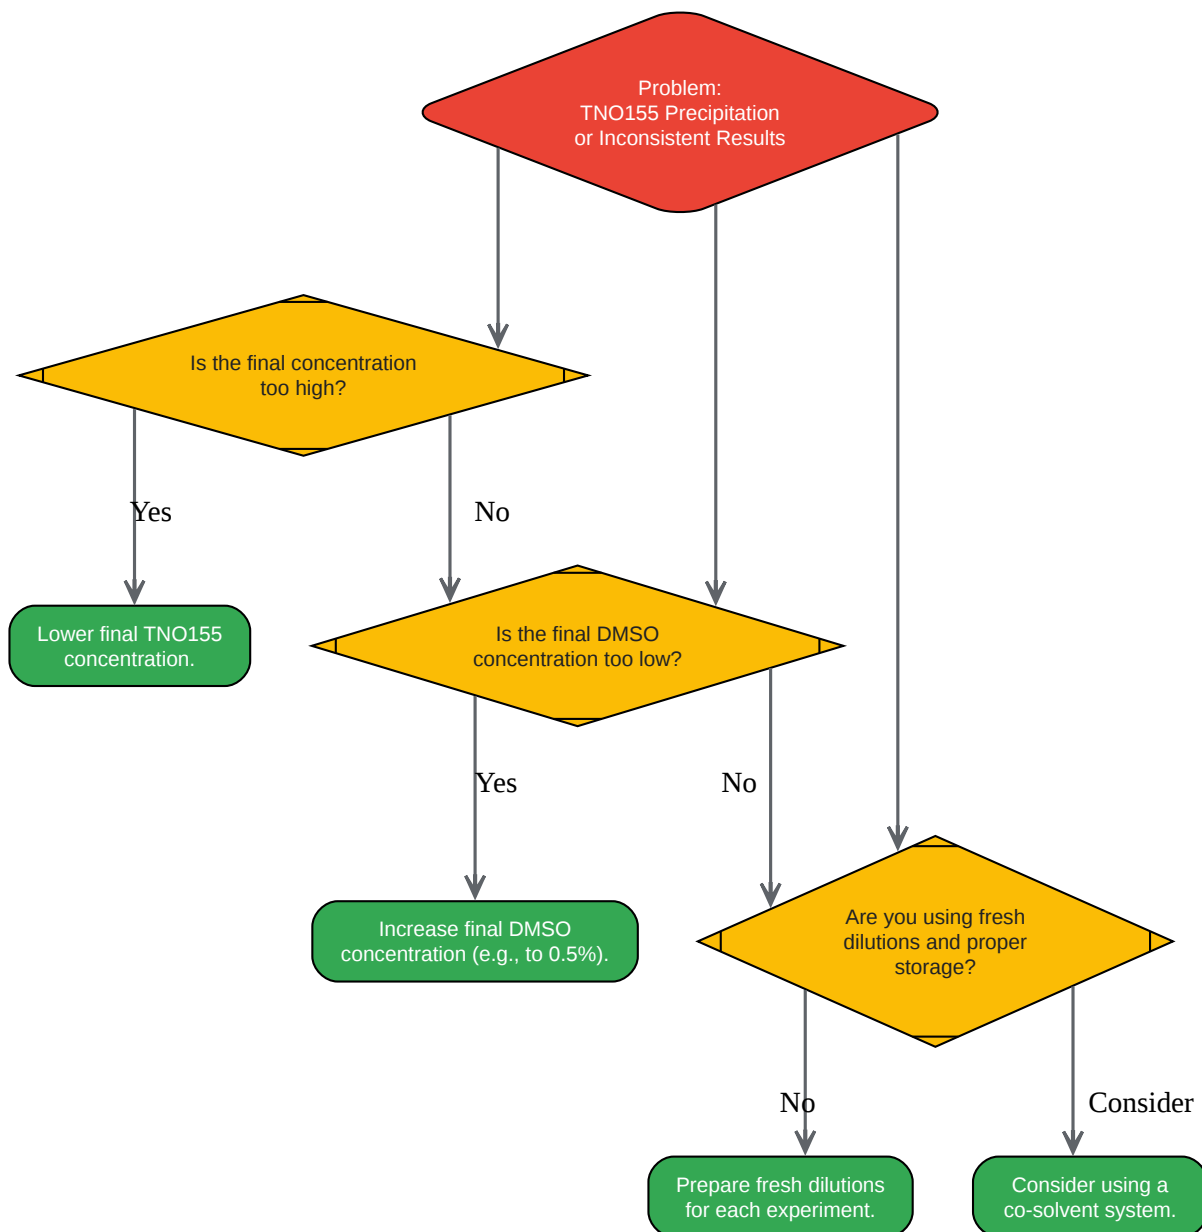 Problem:
TNO155 Precipitation
or Inconsistent Results
Is the final concentration
too high?
Yes
No
Lower final TNO155
concentration.
Is the final DMSO
concentration too low?
Yes
No
Increase final DMSO
concentration (e.g., to 0.5%).
Are you using fresh
dilutions and proper
storage?
No
Consider
Prepare fresh dilutions
for each experiment.
Consider using a
co-solvent system.